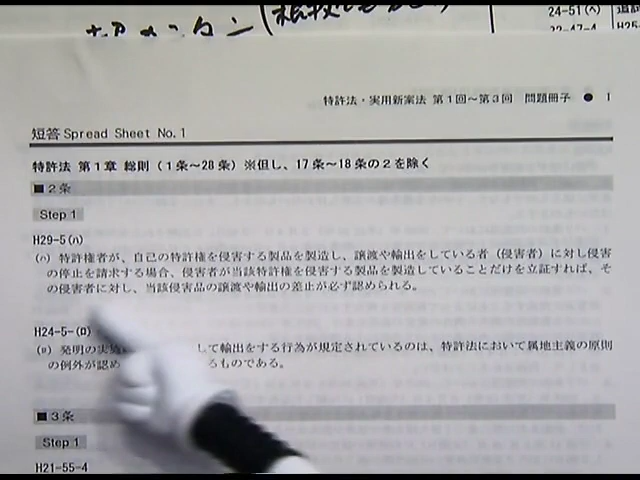 24-51(ヘ)
22-47-4
H25-
特許法・実用新案法 第1回～第3回 問題冊子 ● 1
短答 Spread Sheet No.1
特許法 第1章 総則（1条～28条）※但し、17条～18条の2を除く
■2条
Step 1
H29-5(ハ)
(ハ) 特許権者が、自己の特許権を侵害する製品を製造し、譲渡や輸出をしている者（侵害者）に対し侵害
の停止を請求する場合、侵害者が当該特許権を侵害する製品を製造していることだけを立証すれば、そ
の侵害者に対し、当該侵害品の譲渡や輸出の差止が必ず認められる。
H24-5-(ロ)
(ロ) 発明の実施 して輸出をする行為が規定されているのは、特許法において属地主義の原則
の例外が認め るものである。
■3条
Step 1
H21-55-4